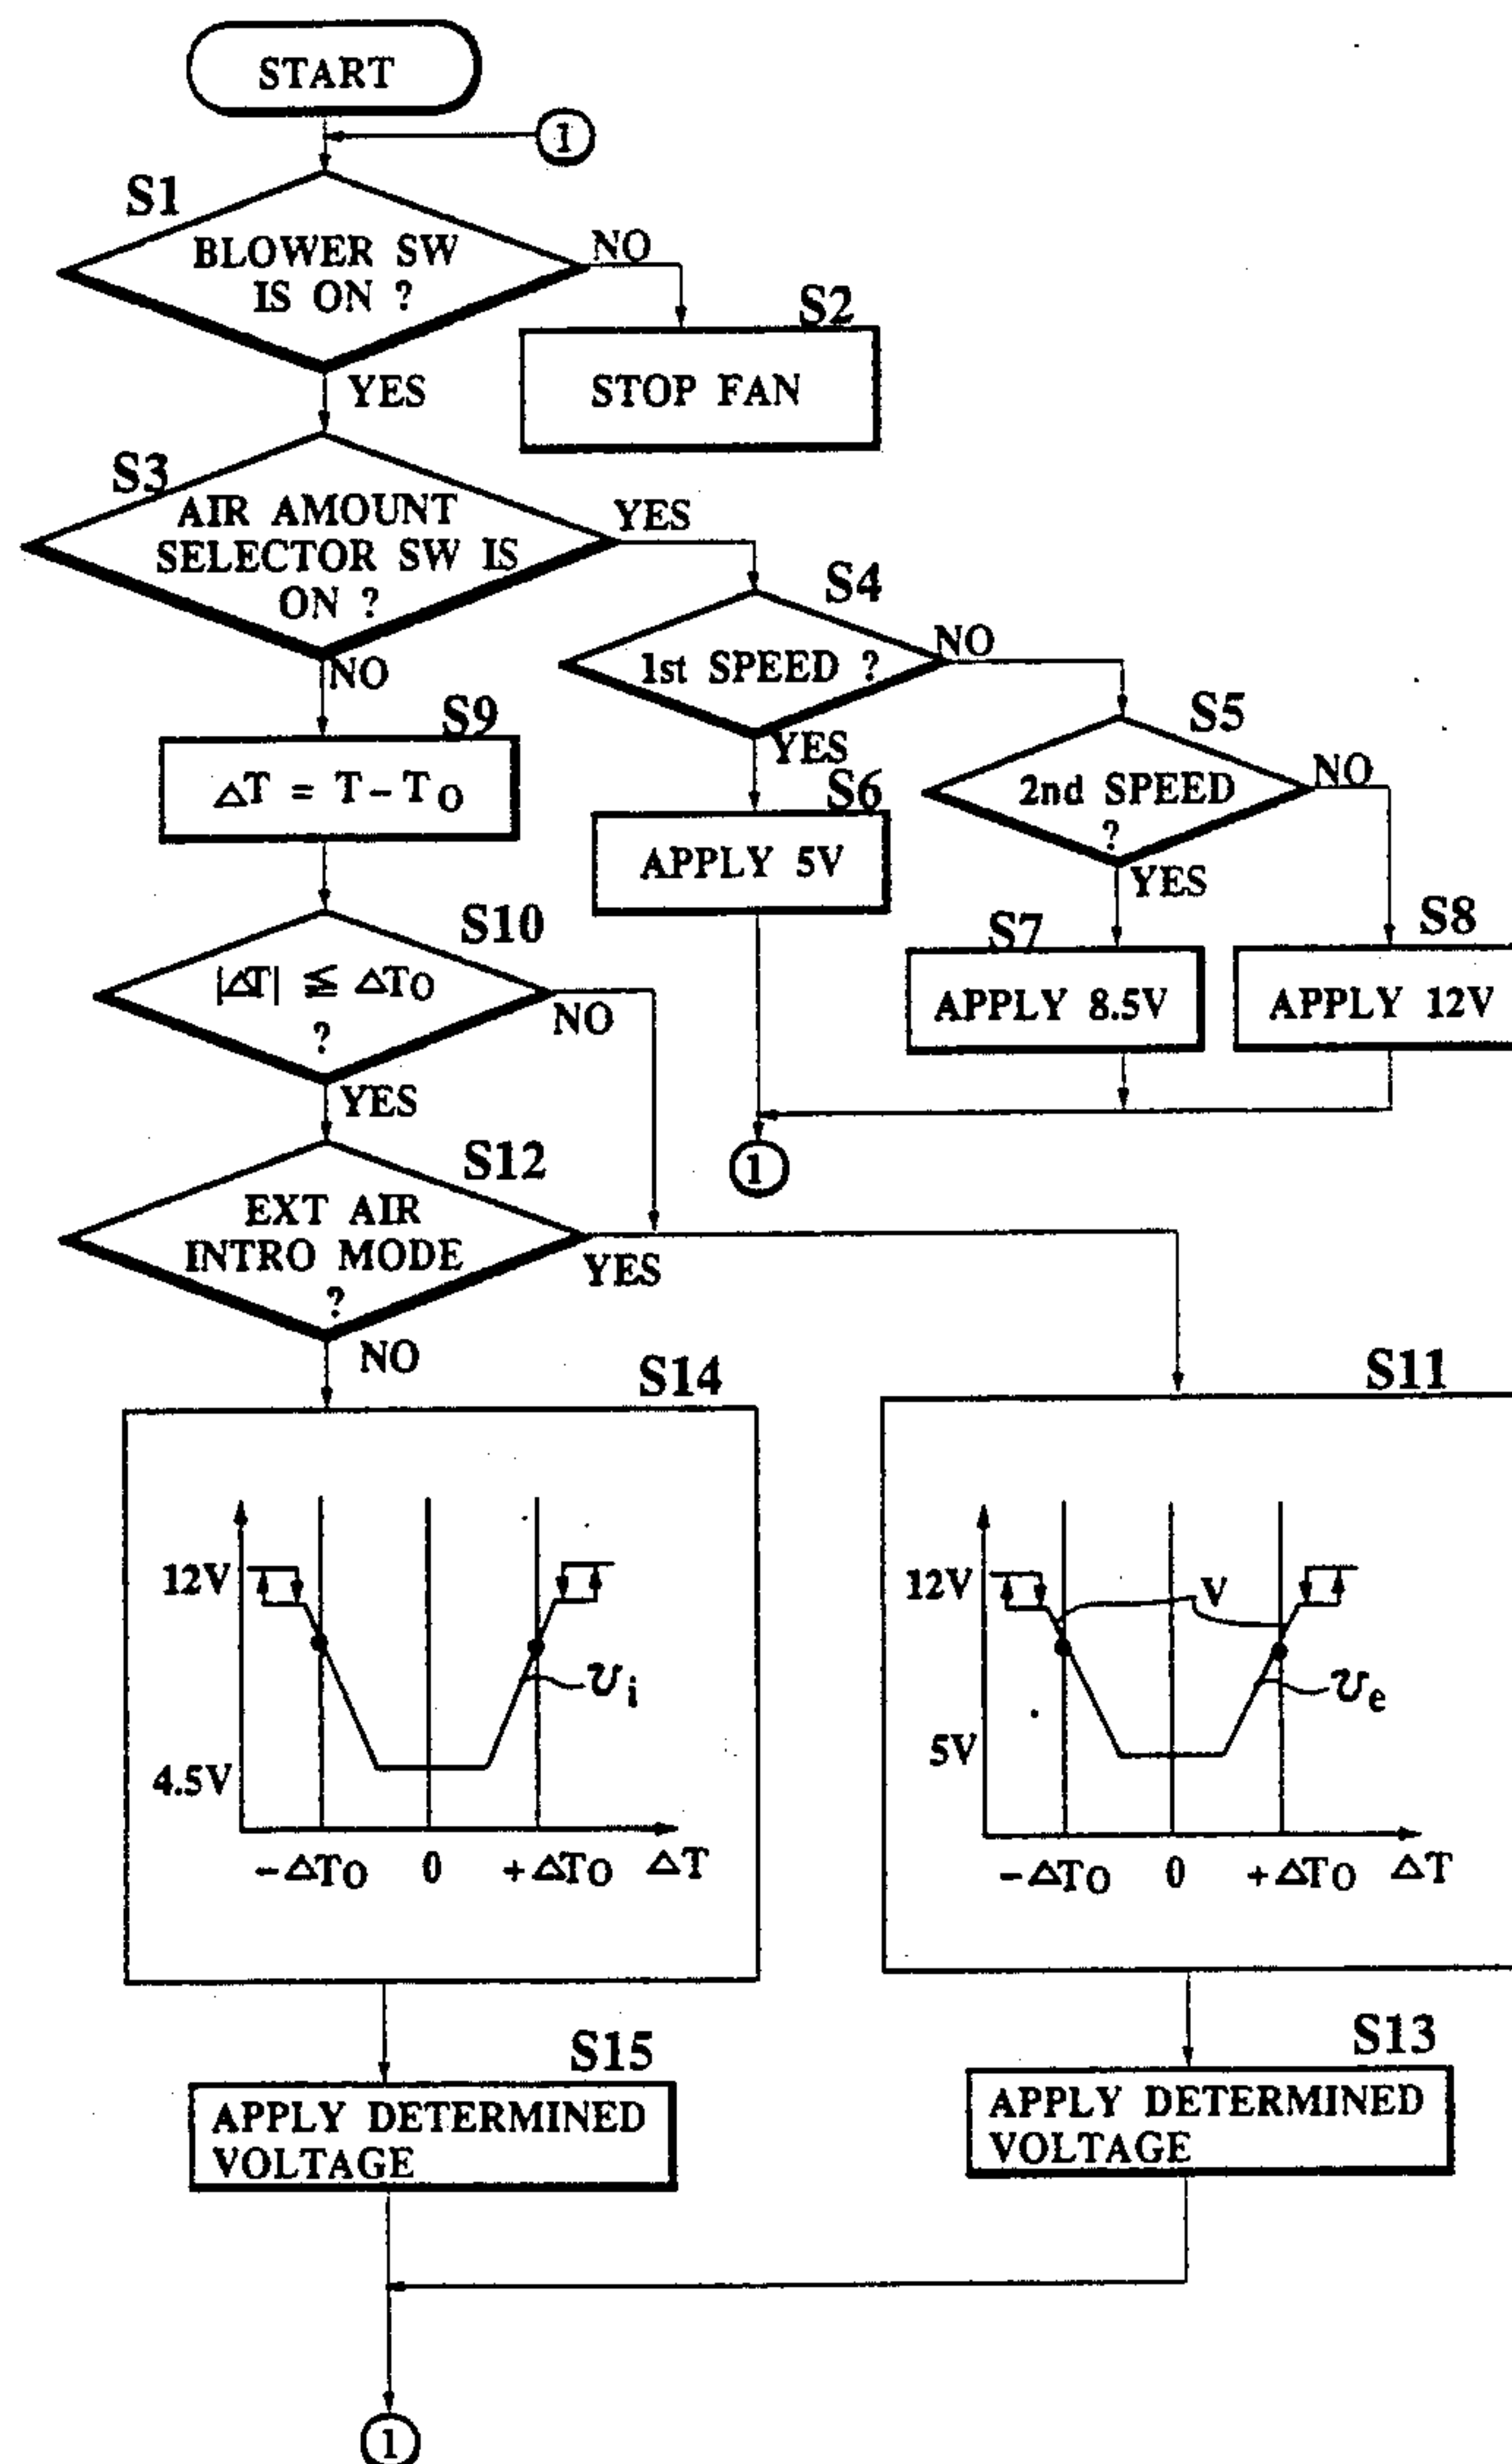 START
1
S1
BLOWER SW
IS ON ?
NO
YES
S2
STOP FAN
S3
AIR AMOUNT
SELECTOR SW IS
ON ?
YES
NO
S4
1st SPEED ?
NO
YES
S5
2nd SPEED
?
NO
YES
S6
APPLY 5V
S7
APPLY 8.5V
S8
APPLY 12V
1
S9
ΔT = T - TO
S10
|ΔT| ≦ ΔTO
?
NO
YES
S12
EXT AIR
INTRO MODE
?
YES
NO
S14
12V
υi
4.5V
-ΔTO 0 +ΔTO ΔT
S11
12V
V
υe
5V
-ΔTO 0 +ΔTO ΔT
S15
APPLY DETERMINED
VOLTAGE
S13
APPLY DETERMINED
VOLTAGE
1